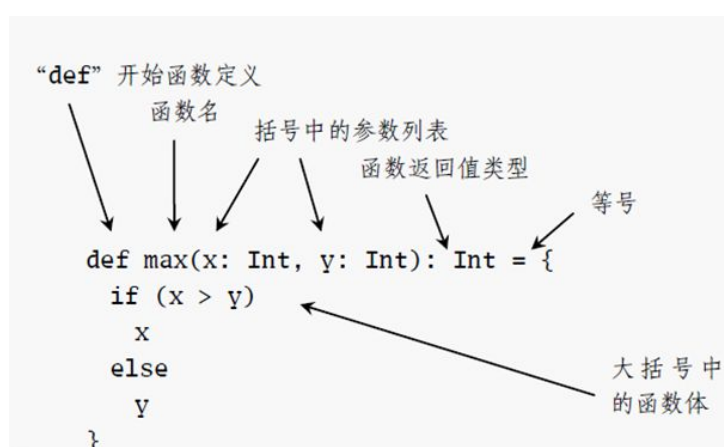 “def” 开始函数定义
函数名
括号中的参数列表
函数返回值类型
等号
def max(x: Int, y: Int): Int = {
if (x > y)
x
else
y
}
大括号中
的函数体